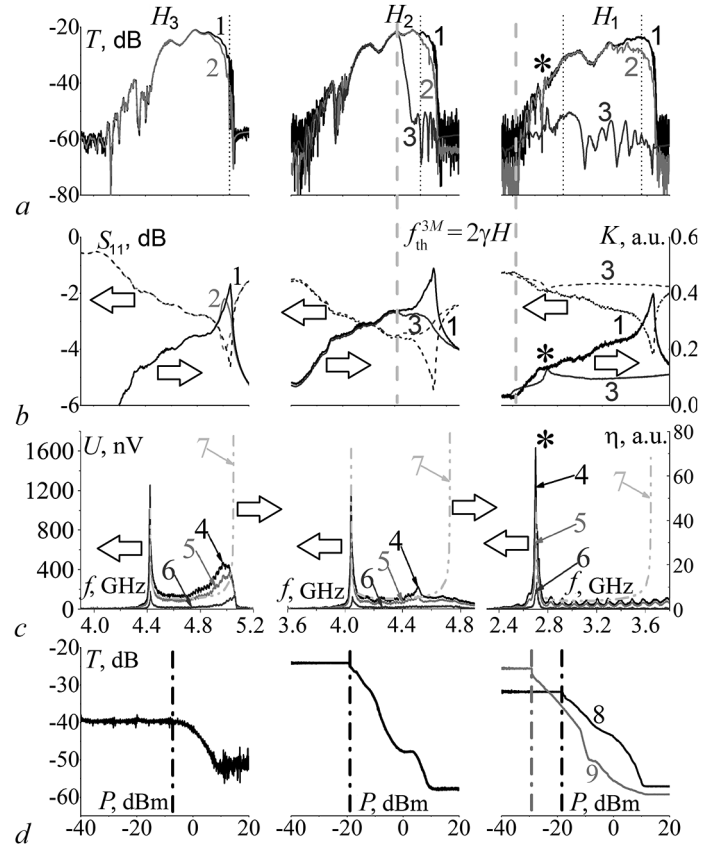 H₃ H₂ H₁
T, dB
-20
-40
-60
-80
1
2
1
2
3
*
1
2
3
a
S₁₁, dB
f_th^3M = 2γH
K, a.u.
0
-2
-4
-6
1
2
3 1
3
1
*
3
0.6
0.4
0.2
0.0
b
U, nV
η, a.u.
1600
1200
800
400
0
7
4
5
6
f, GHz
7
4
6 5
f, GHz
*
4
5
6
7
f, GHz
80
60
40
20
0
4.0 4.4 4.8 5.2
3.6 4.0 4.4 4.8
2.4 2.8 3.2 3.6
c
T, dB
-20
-30
-40
-50
-60
8
9
P, dBm P, dBm P, dBm
-40 -20 0 20
-40 -20 0 20
-40 -20 0 20
d